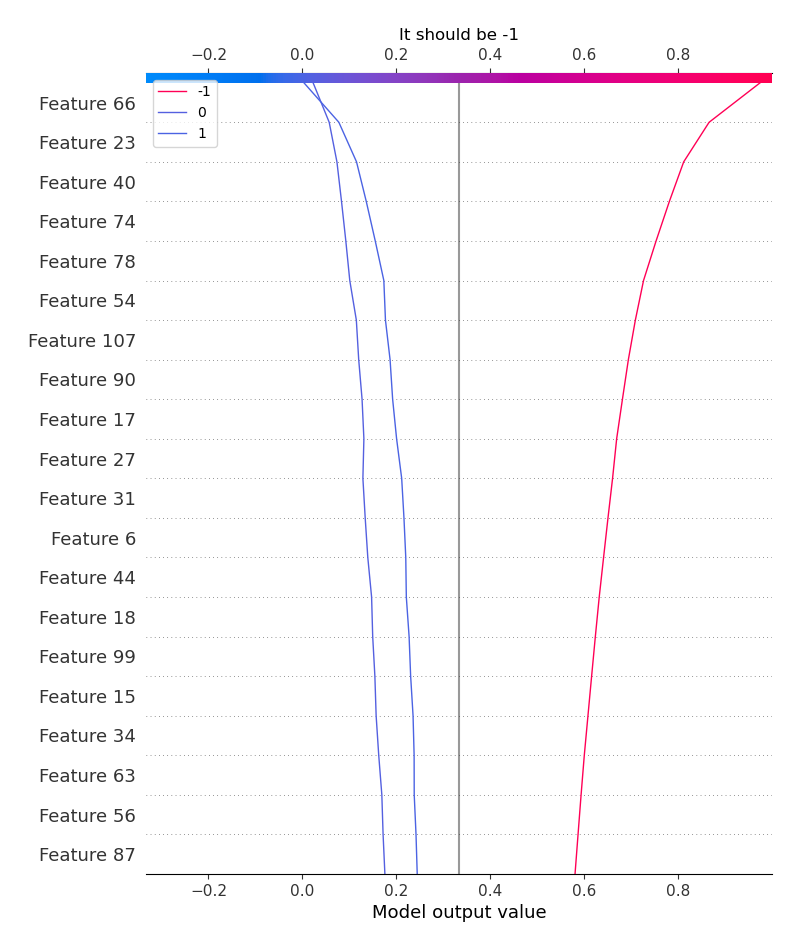 It should be -1
−0.2 0.0 0.2 0.4 0.6 0.8
-1
0
1
Feature 66
Feature 23
Feature 40
Feature 74
Feature 78
Feature 54
Feature 107
Feature 90
Feature 17
Feature 27
Feature 31
Feature 6
Feature 44
Feature 18
Feature 99
Feature 15
Feature 34
Feature 63
Feature 56
Feature 87
−0.2 0.0 0.2 0.4 0.6 0.8
Model output value